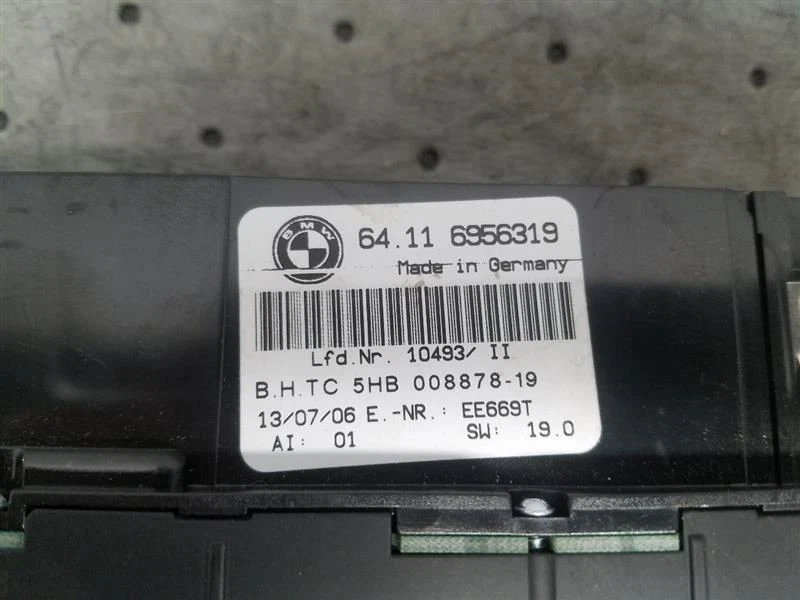 BMW
64.11 6956319
Made in Germany
Lfd.Nr. 10493/ II
B.H.TC 5HB 008878-19
13/07/06 E.-NR.: EE669T
AI: 01 SW: 19.0